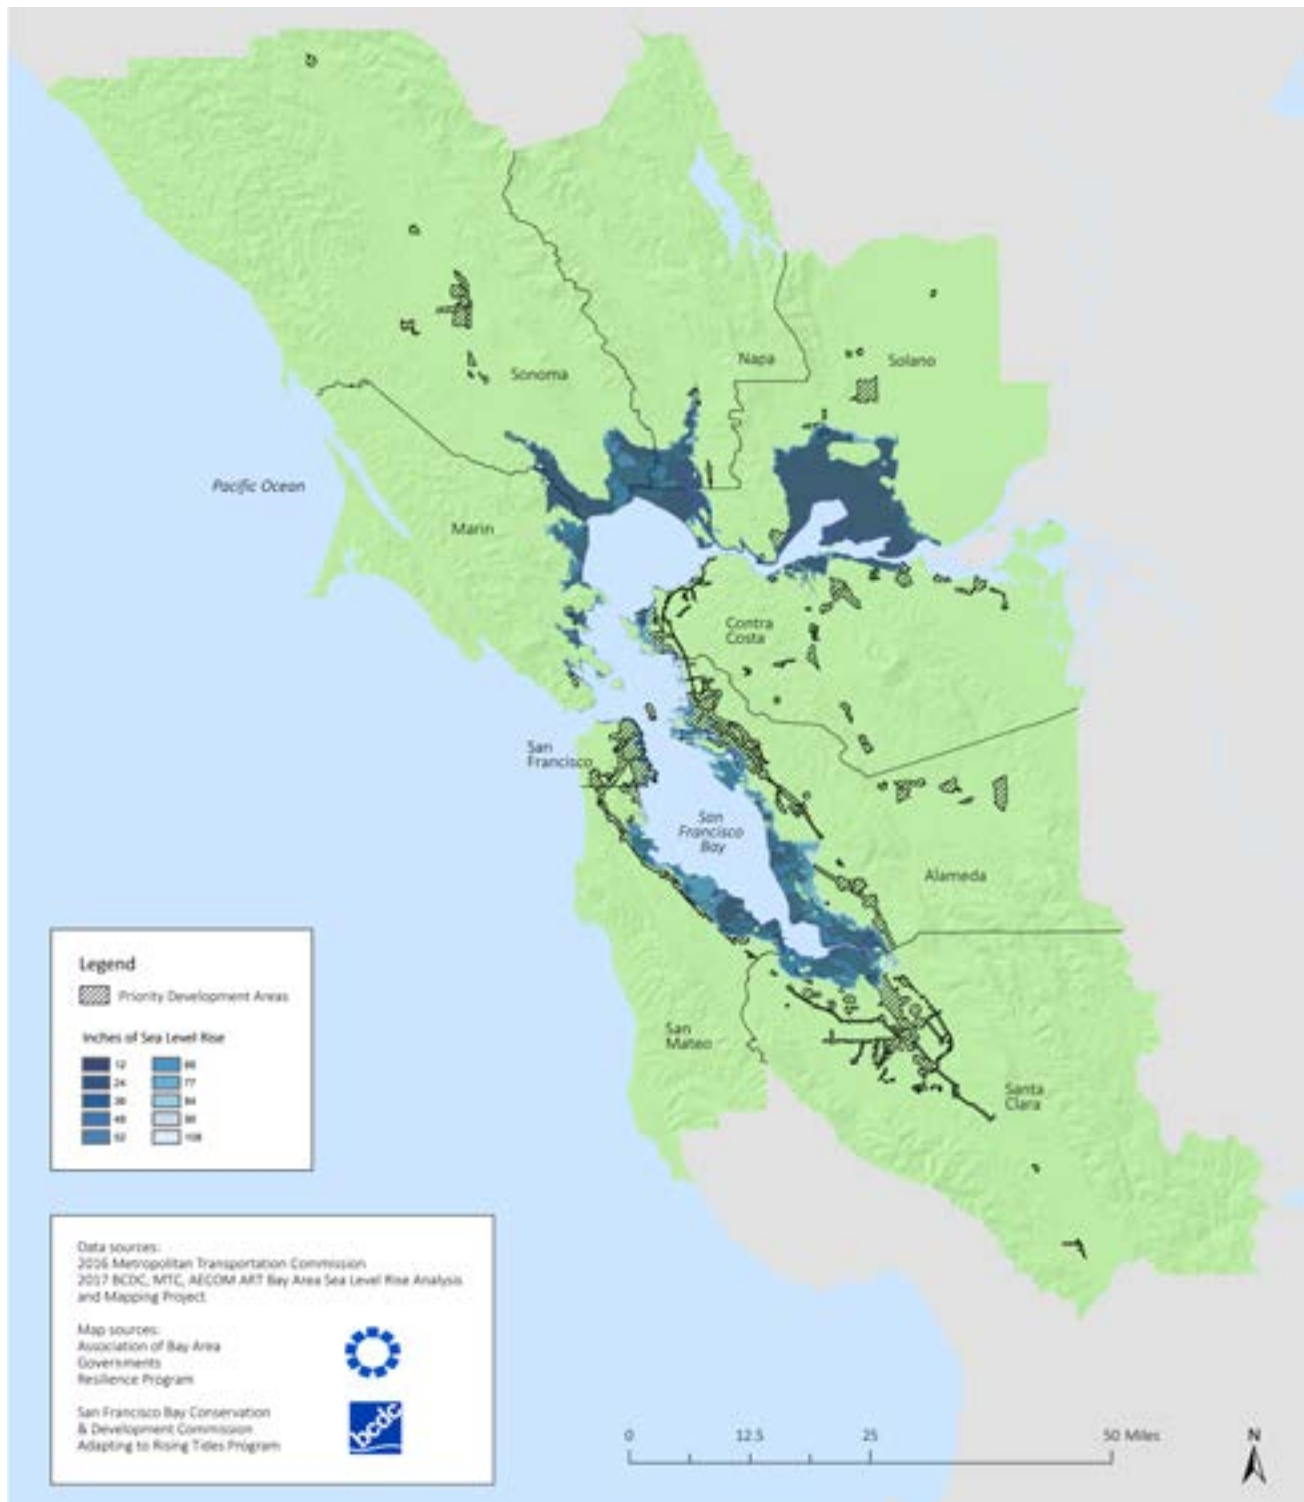 Sonoma
Napa
Solano
Pacific Ocean
Marin
Contra
Costa
San
Francisco
San
Francisco
Bay
Alameda
San
Mateo
Santa
Clara
Legend
Priority Development Areas
Inches of Sea Level Rise
12
24
36
48
52
66
77
84
96
108
Data sources:
2016 Metropolitan Transportation Commission
2017 BCDC, MTC, AECOM ART Bay Area Sea Level Rise Analysis
and Mapping Project
Map sources:
Association of Bay Area
Governments
Resilience Program
San Francisco Bay Conservation
& Development Commission
Adapting to Rising Tides Program
bcdc
0 12.5 25 50 Miles
N